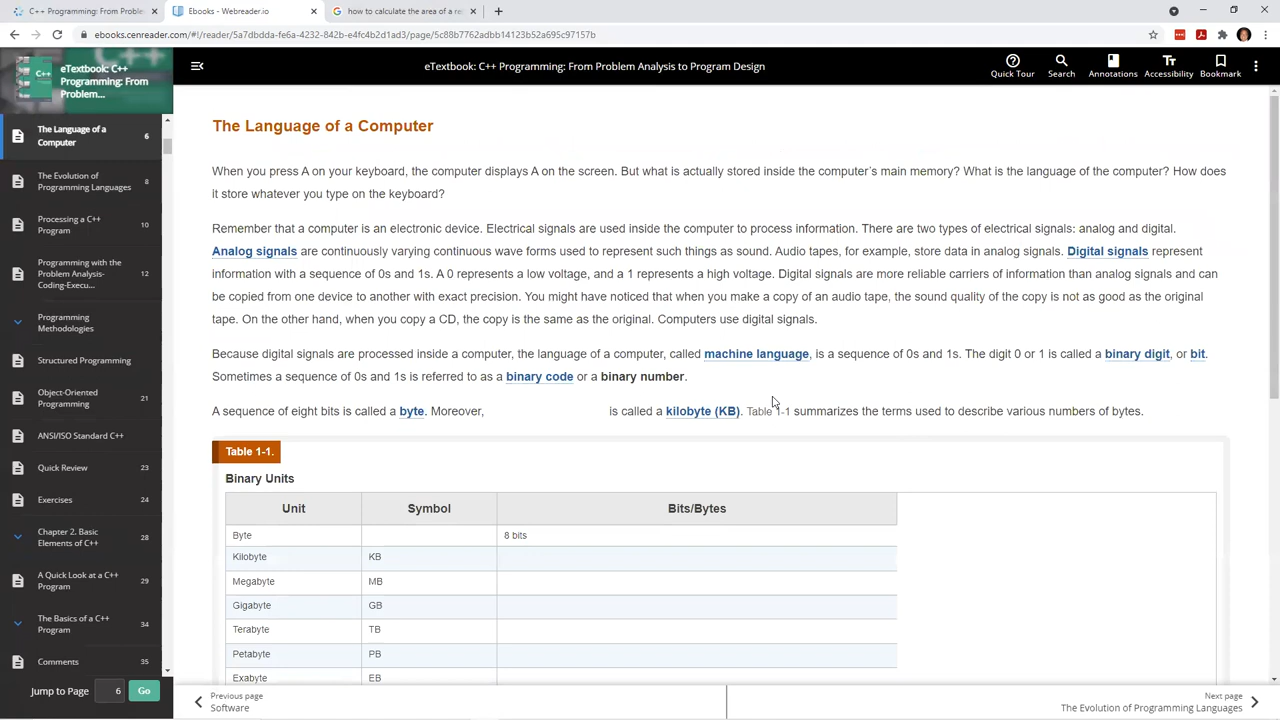 C++ Programming: From Proble
Ebooks - Webreader.io
how to calculate the area of a re
ebooks.cenreader.com/#!/reader/5a7dbdda-fe6a-4232-842b-e4fc4b2d1ad3/page/5c88b7762adbb14123b52a695c97157b
eTextbook: C++
Programming: From
Problem...
eTextbook: C++ Programming: From Problem Analysis to Program Design
Quick Tour
Search
Annotations
Accessibility
Bookmark
The Language of a
Computer
6
The Evolution of
Programming Languages
8
Processing a C++
Program
10
Programming with the
Problem Analysis-
Coding-Execu...
12
Programming
Methodologies
Structured Programming
Object-Oriented
Programming
21
ANSI/ISO Standard C++
Quick Review
23
Exercises
24
Chapter 2. Basic
Elements of C++
28
A Quick Look at a C++
Program
29
The Basics of a C++
Program
34
Comments
35
Jump to Page
6
Go
The Language of a Computer
When you press A on your keyboard, the computer displays A on the screen. But what is actually stored inside the computer's main memory? What is the language of the computer? How does
it store whatever you type on the keyboard?
Remember that a computer is an electronic device. Electrical signals are used inside the computer to process information. There are two types of electrical signals: analog and digital.
Analog signals are continuously varying continuous wave forms used to represent such things as sound. Audio tapes, for example, store data in analog signals. Digital signals represent
information with a sequence of 0s and 1s. A 0 represents a low voltage, and a 1 represents a high voltage. Digital signals are more reliable carriers of information than analog signals and can
be copied from one device to another with exact precision. You might have noticed that when you make a copy of an audio tape, the sound quality of the copy is not as good as the original
tape. On the other hand, when you copy a CD, the copy is the same as the original. Computers use digital signals.
Because digital signals are processed inside a computer, the language of a computer, called machine language, is a sequence of 0s and 1s. The digit 0 or 1 is called a binary digit, or bit.
Sometimes a sequence of 0s and 1s is referred to as a binary code or a binary number.
A sequence of eight bits is called a byte. Moreover, is called a kilobyte (KB). Table 1-1 summarizes the terms used to describe various numbers of bytes.
Table 1-1.
Binary Units
Unit Symbol Bits/Bytes
Byte 8 bits
Kilobyte KB
Megabyte MB
Gigabyte GB
Terabyte TB
Petabyte PB
Exabyte EB
Previous page
Software
Next page
The Evolution of Programming Languages